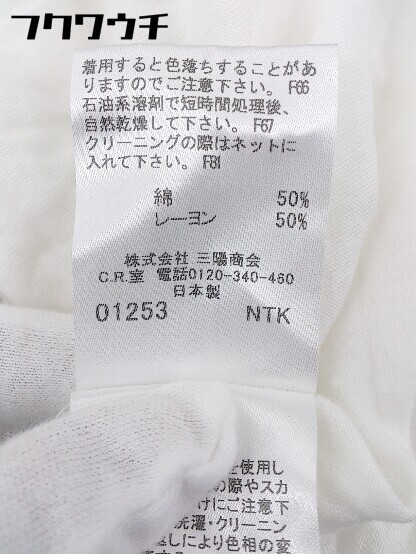 フクワウチ
着用すると色落ちすることがあ
りますのでご注意下さい。 F66
石油系溶剤で短時間処理後、
自然乾燥して下さい。 F67
クリーニングの際はネットに
入れて下さい。 F81
綿 50%
レーヨン 50%
株式会社 三陽商会
C.R.室 電話0120-340-460
日本製
01253 NTK
を使用し
の際やスカ
けにご注意下
洗濯・クリーニン
返しにより色相の変